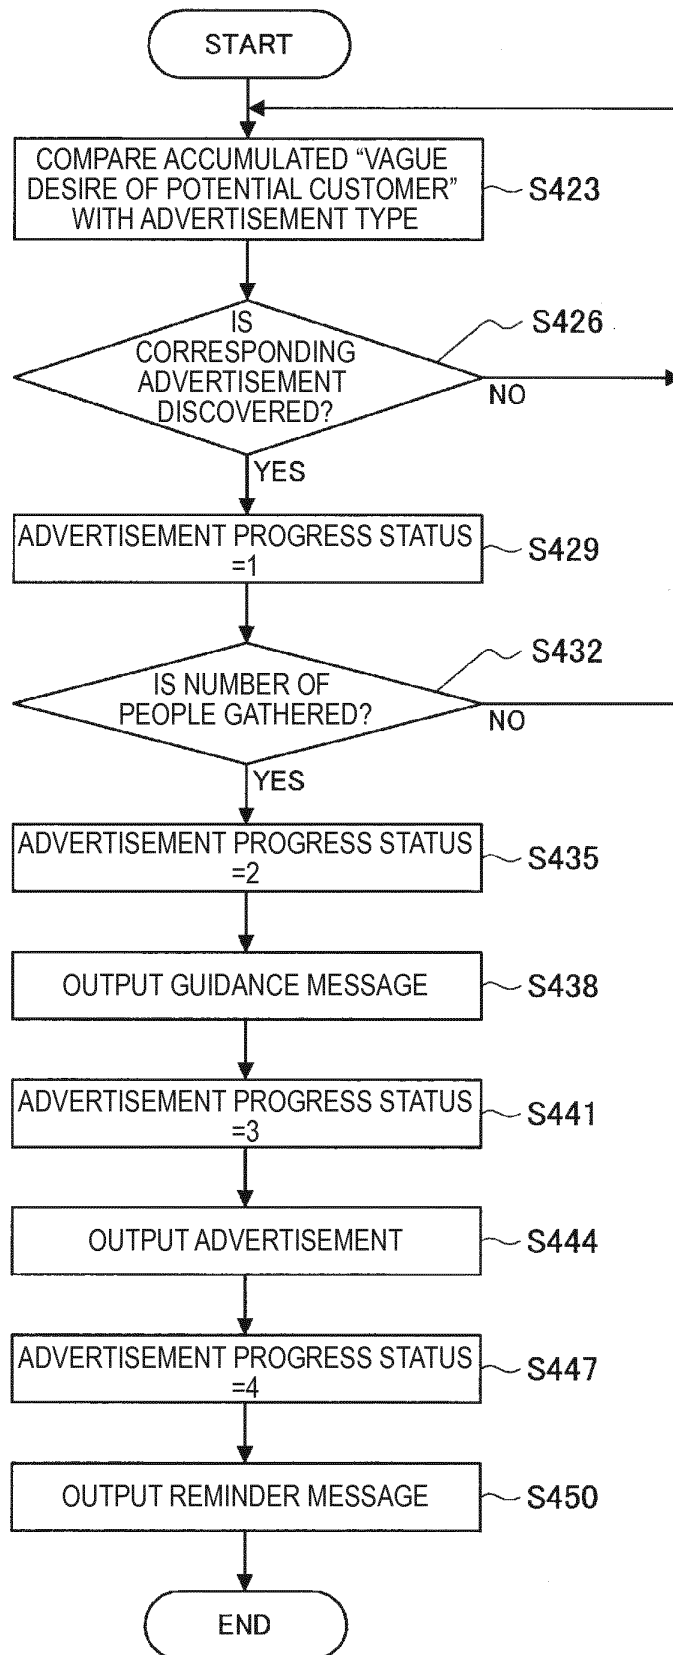 START
COMPARE ACCUMULATED “VAGUE
DESIRE OF POTENTIAL CUSTOMER”
WITH ADVERTISEMENT TYPE
S423
IS
CORRESPONDING
ADVERTISEMENT
DISCOVERED?
S426
NO
YES
ADVERTISEMENT PROGRESS STATUS
=1
S429
IS NUMBER OF
PEOPLE GATHERED?
S432
NO
YES
ADVERTISEMENT PROGRESS STATUS
=2
S435
OUTPUT GUIDANCE MESSAGE
S438
ADVERTISEMENT PROGRESS STATUS
=3
S441
OUTPUT ADVERTISEMENT
S444
ADVERTISEMENT PROGRESS STATUS
=4
S447
OUTPUT REMINDER MESSAGE
S450
END